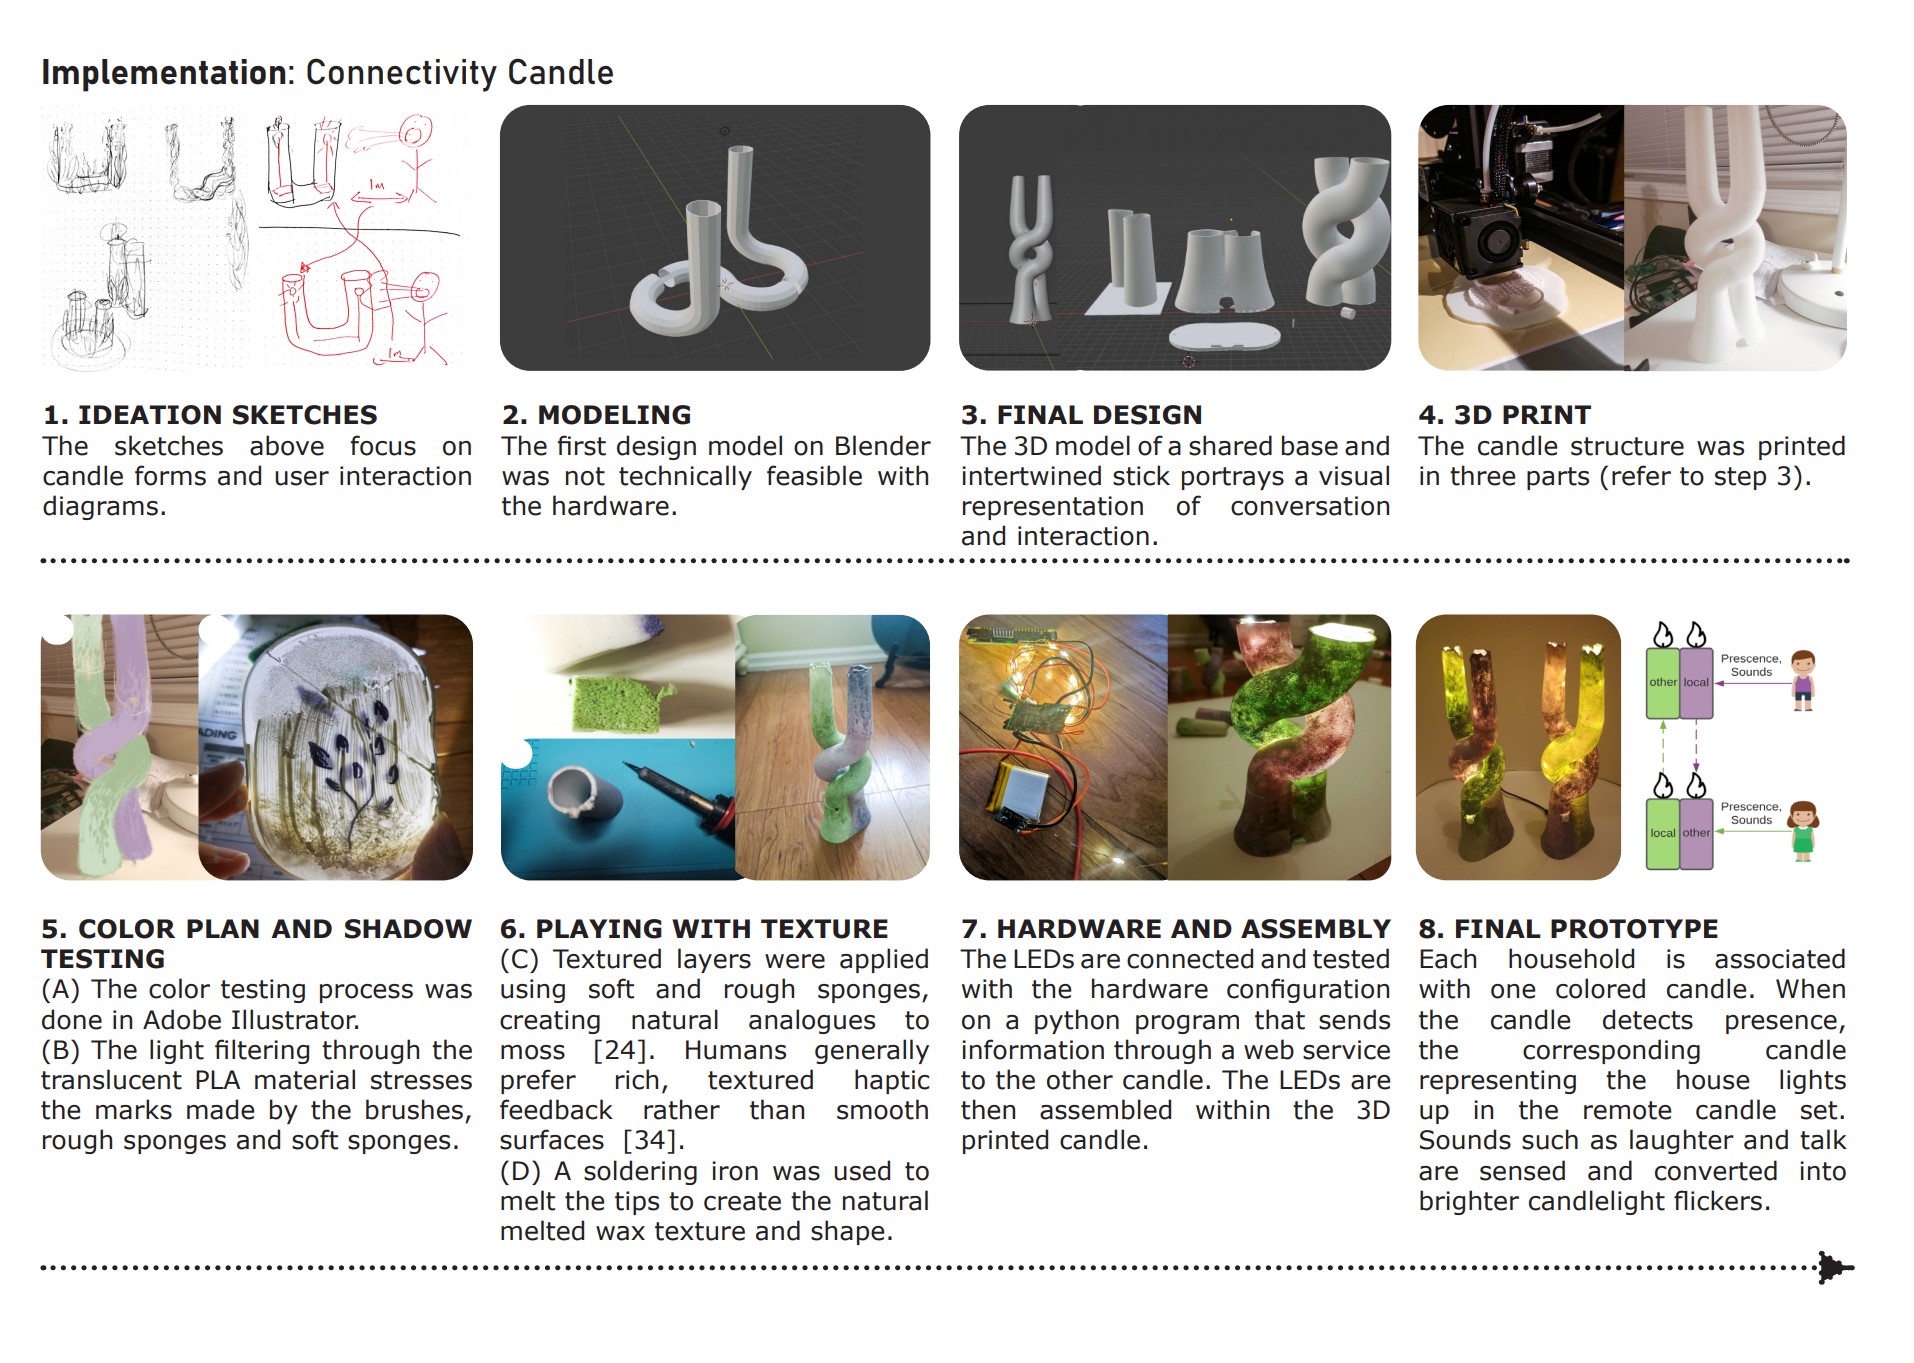 Implementation: Connectivity Candle
1m
1m
1. IDEATION SKETCHES
The sketches above focus on
candle forms and user interaction
diagrams.
2. MODELING
The first design model on Blender
was not technically feasible with
the hardware.
3. FINAL DESIGN
The 3D model of a shared base and
intertwined stick portrays a visual
representation of conversation
and interaction.
4. 3D PRINT
The candle structure was printed
in three parts (refer to step 3).
ADING
other local
Prescence,
Sounds
local other
Prescence,
Sounds
5. COLOR PLAN AND SHADOW
TESTING
(A) The color testing process was
done in Adobe Illustrator.
(B) The light filtering through the
translucent PLA material stresses
the marks made by the brushes,
rough sponges and soft sponges.
6. PLAYING WITH TEXTURE
(C) Textured layers were applied
using soft and rough sponges,
creating natural analogues to
moss [24]. Humans generally
prefer rich, textured haptic
feedback rather than smooth
surfaces [34].
(D) A soldering iron was used to
melt the tips to create the natural
melted wax texture and shape.
7. HARDWARE AND ASSEMBLY
The LEDs are connected and tested
with the hardware configuration
on a python program that sends
information through a web service
to the other candle. The LEDs are
then assembled within the 3D
printed candle.
8. FINAL PROTOTYPE
Each household is associated
with one colored candle. When
the candle detects presence,
the corresponding candle
representing the house lights
up in the remote candle set.
Sounds such as laughter and talk
are sensed and converted into
brighter candlelight flickers.